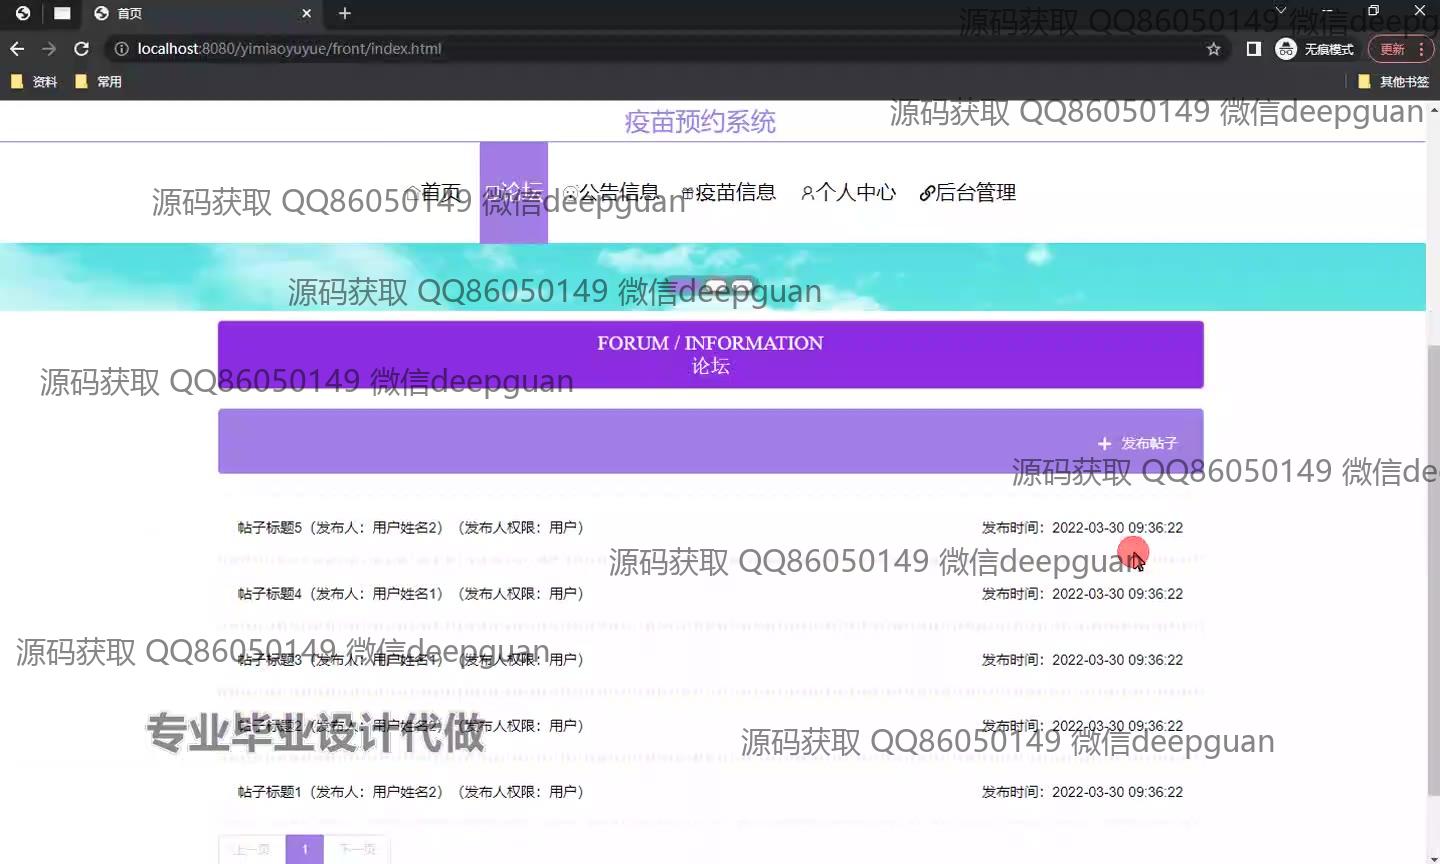 首页
localhost:8080/yimiaoyuyue/front/index.html
无痕模式
更新
资料
常用
其他书签
源码获取 QQ86050149 微信deepg
疫苗预约系统
源码获取 QQ86050149 微信deepguan
首页
论坛
公告信息
疫苗信息
个人中心
后台管理
源码获取 QQ86050149 微信deepguan
源码获取 QQ86050149 微信deepguan
FORUM / INFORMATION
论坛
源码获取 QQ86050149 微信deepguan
+ 发布帖子
源码获取 QQ86050149 微信de
帖子标题5（发布人：用户姓名2）（发布人权限：用户） 发布时间：2022-03-30 09:36:22
源码获取 QQ86050149 微信deepguan
帖子标题4（发布人：用户姓名1）（发布人权限：用户） 发布时间：2022-03-30 09:36:22
源码获取 QQ86050149 微信deepguan
帖子标题3（发布人：用户姓名1）（发布人权限：用户） 发布时间：2022-03-30 09:36:22
帖子标题2（发布人：用户姓名2）（发布人权限：用户） 发布时间：2022-03-30 09:36:22
专业毕业设计代做
源码获取 QQ86050149 微信deepguan
帖子标题1（发布人：用户姓名2）（发布人权限：用户） 发布时间：2022-03-30 09:36:22
上一页 1 下一页